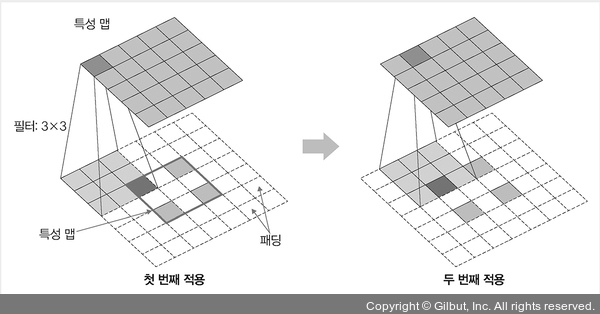 특성 맵
필터: 3×3
특성 맵
패딩
첫 번째 적용
두 번째 적용
Copyright © Gilbut, Inc. All rights reserved.